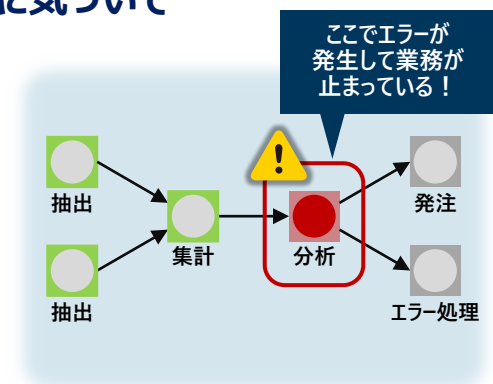 に気づいて
ここでエラーが
発生して業務が
止まっている！
抽出
発注
集計
分析
抽出
エラー処理